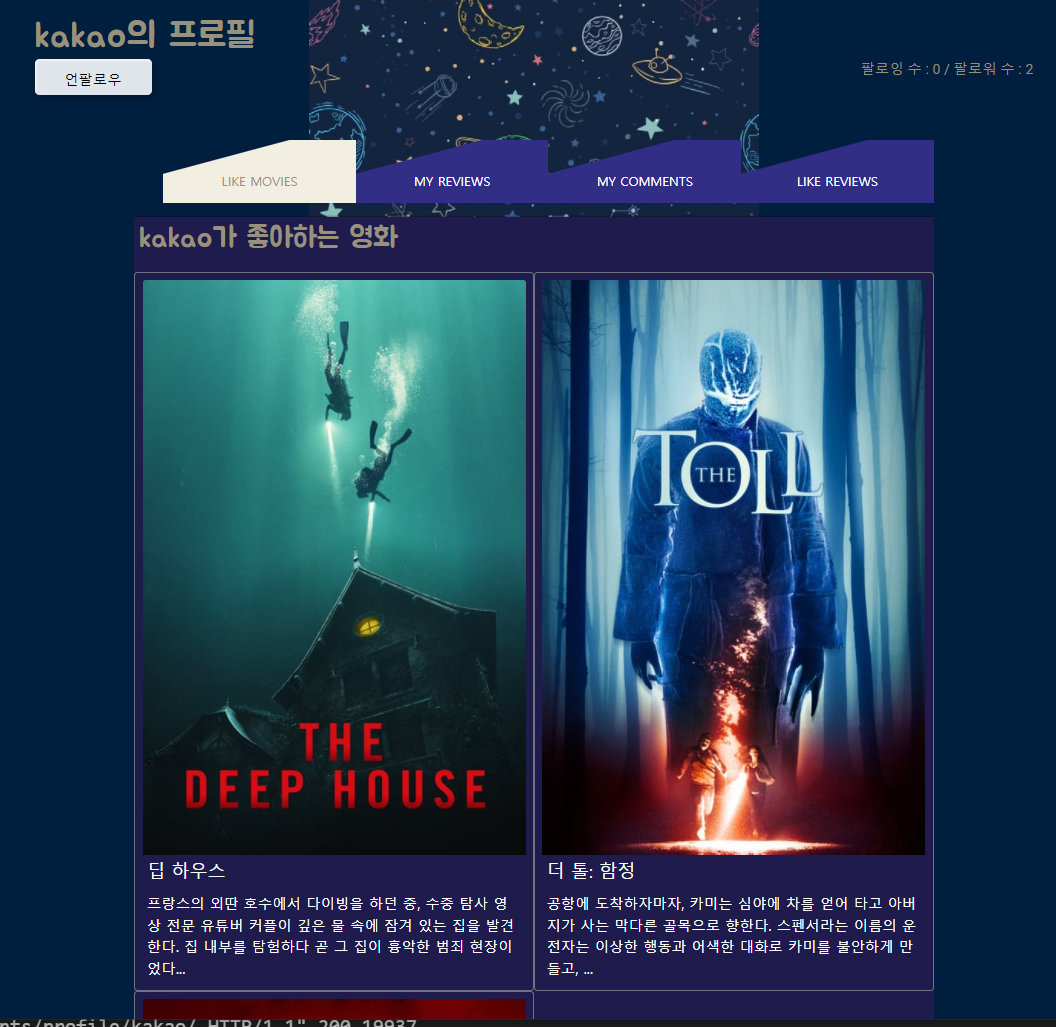 kakao의 프로필
언팔로우
팔로잉 수 : 0 / 팔로워 수 : 2
LIKE MOVIES
MY REVIEWS
MY COMMENTS
LIKE REVIEWS
kakao가 좋아하는 영화
THE
DEEP HOUSE
THE TOLL
딥 하우스
프랑스의 외딴 호수에서 다이빙을 하던 중, 수중 탐사 영
상 전문 유튜버 커플이 깊은 물 속에 잠겨 있는 집을 발견
한다. 집 내부를 탐험하다 곧 그 집이 흉악한 범죄 현장이
었다...
더 톨: 함정
공항에 도착하자마자, 카미는 심야에 차를 얻어 타고 아버
지가 사는 막다른 골목으로 향한다. 스펜서라는 이름의 운
전자는 이상한 행동과 어색한 대화로 카미를 불안하게 만
들고, ...
nts/profile/kakao/ HTTP/1.1" 200 19937